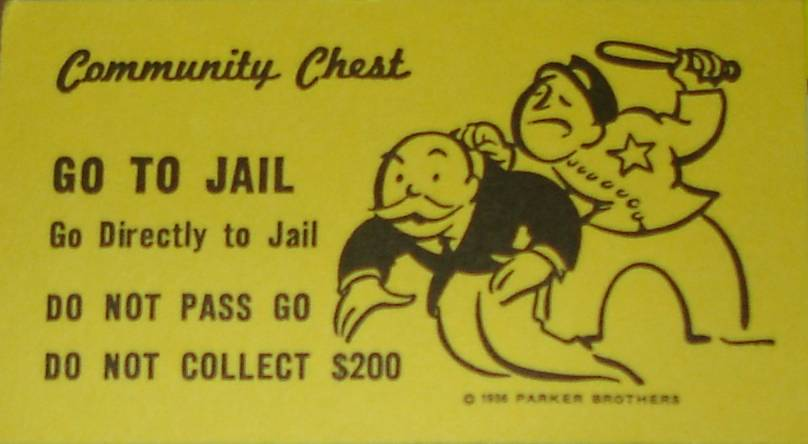 Community Chest
GO TO JAIL
Go Directly to Jail
DO NOT PASS GO
DO NOT COLLECT $200
© 1936 PARKER BROTHERS